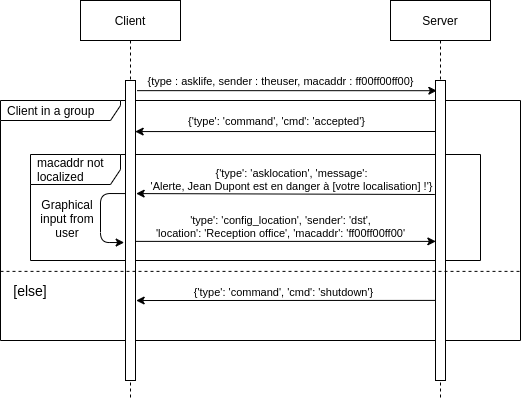 Client
Server
{type : asklife, sender : theuser, macaddr : ff00ff00ff00}
Client in a group
{'type': 'command', 'cmd': 'accepted'}
macaddr not
localized
{'type': 'asklocation', 'message':
'Alerte, Jean Dupont est en danger à [votre localisation] !'}
Graphical
input from
user
'type': 'config_location', 'sender': 'dst',
'location': 'Reception office', 'macaddr': 'ff00ff00ff00'
[else]
{'type': 'command', 'cmd': 'shutdown'}